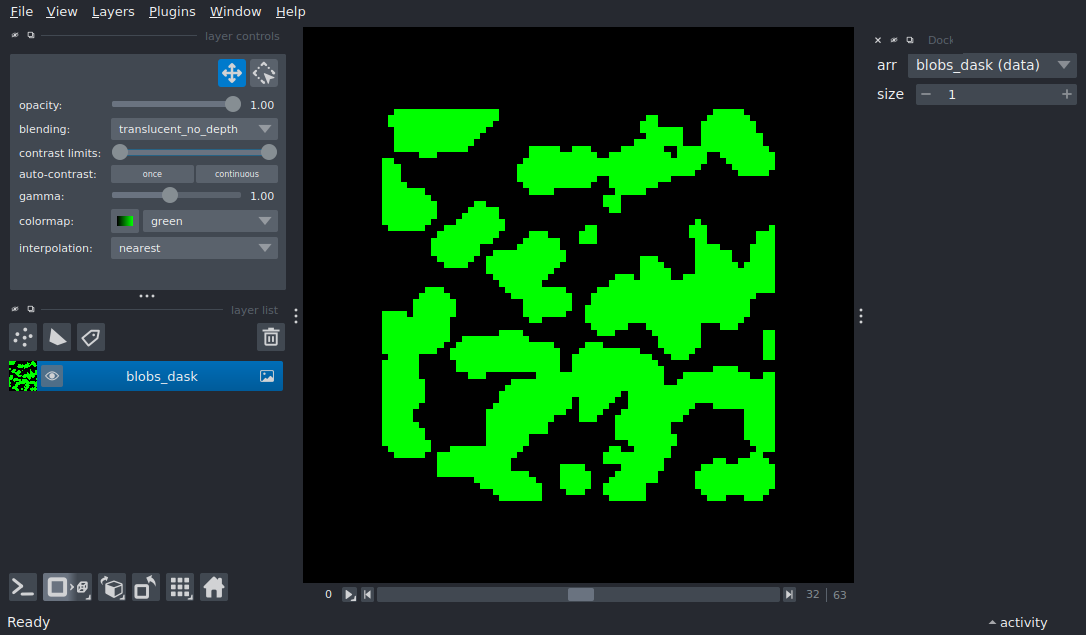 File View Layers Plugins Window Help
layer controls
opacity: 1.00
blending: translucent_no_depth
contrast limits:
auto-contrast: once continuous
gamma: 1.00
colormap: green
interpolation: nearest
layer list
blobs_dask
Dock
arr blobs_dask (data)
size 1
0 32 63
Ready
activity